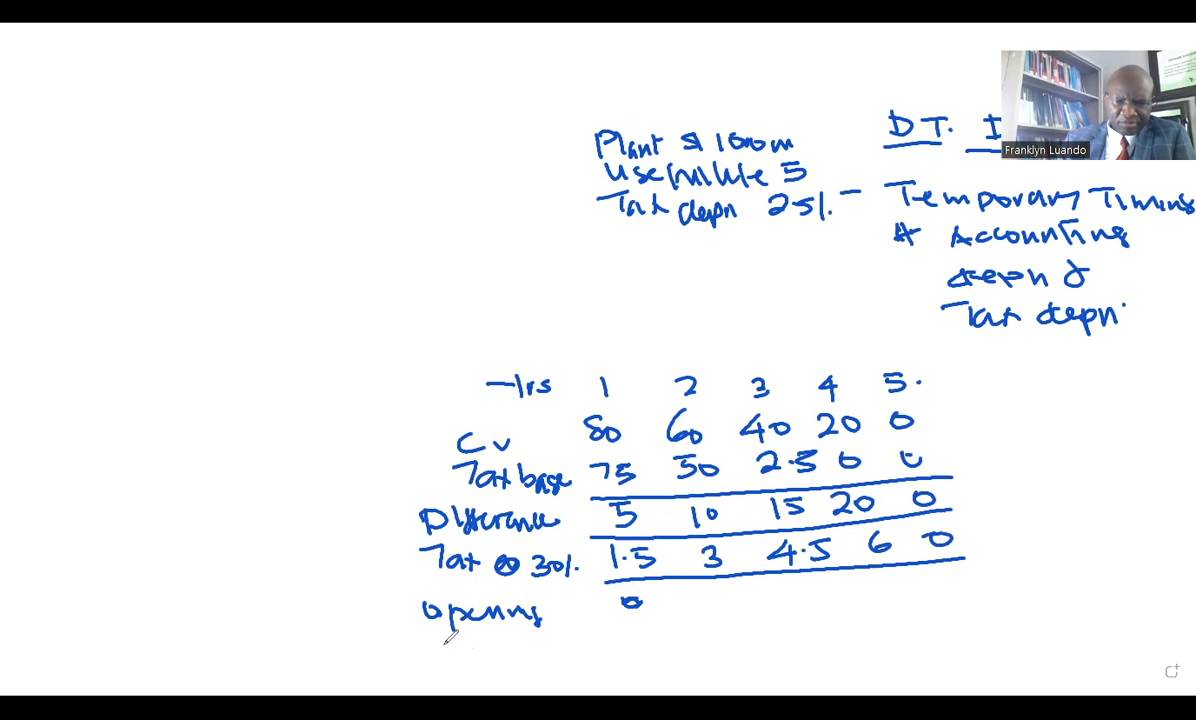 Franklyn Luando
DT. I
Plant $ 100m
Useful life 5
Tax depn 25%
- Temporary Timing
* Accounting
depn &
Tax depn.
Yrs 1 2 3 4 5.
CV 80 60 40 20 0
Tax base 75 50 2.5 0 0
Difference 5 10 15 20 0
Tax @ 30%. 1.5 3 4.5 6 0
opening 0